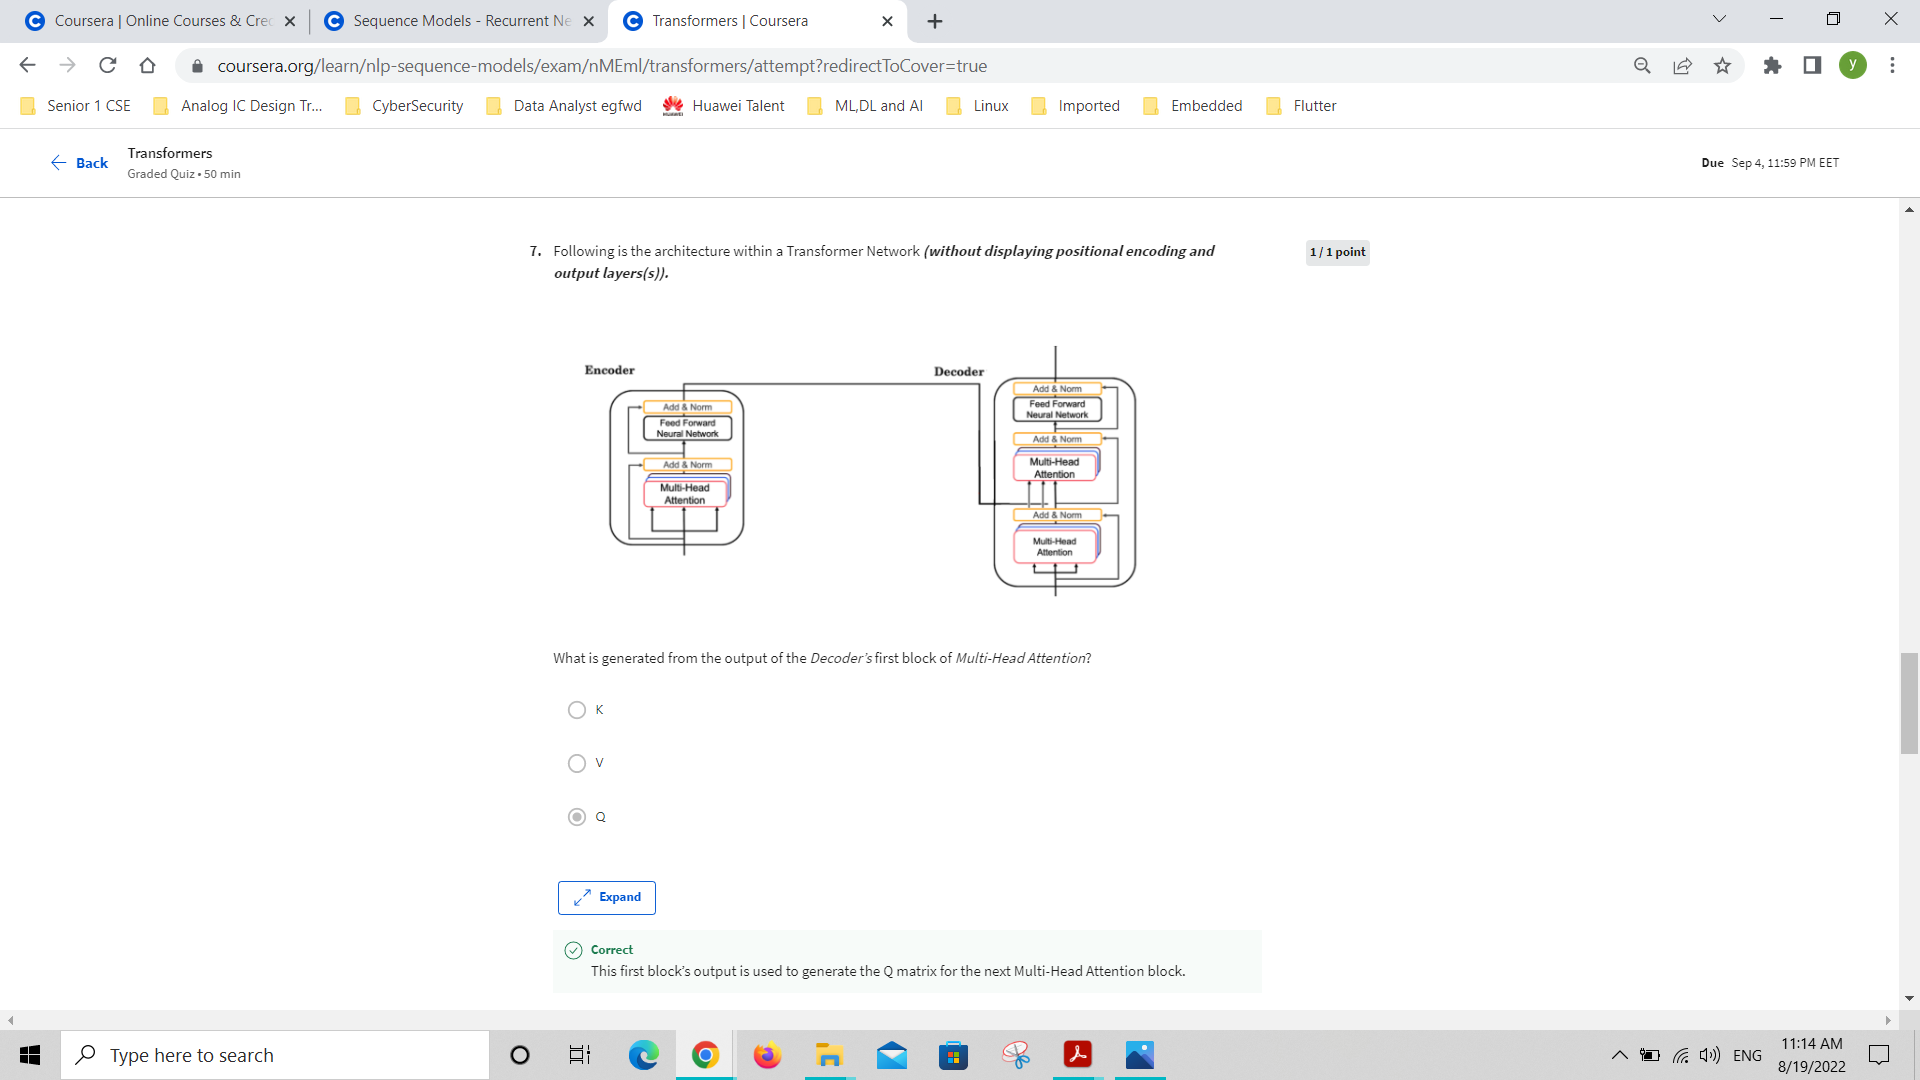 Coursera | Online Courses & Cre
Sequence Models - Recurrent Ne
Transformers | Coursera
coursera.org/learn/nlp-sequence-models/exam/nMEml/transformers/attempt?redirectToCover=true
y
Senior 1 CSE
Analog IC Design Tr...
CyberSecurity
Data Analyst egfwd
HUAWEI
Huawei Talent
ML,DL and AI
Linux
Imported
Embedded
Flutter
Back
Transformers
Graded Quiz • 50 min
Due Sep 4, 11:59 PM EET
7. Following is the architecture within a Transformer Network (without displaying positional encoding and
output layers(s)).
1 / 1 point
Encoder
Add & Norm
Feed Forward
Neural Network
Add & Norm
Multi-Head
Attention
Decoder
Add & Norm
Feed Forward
Neural Network
Add & Norm
Multi-Head
Attention
Add & Norm
Multi-Head
Attention
What is generated from the output of the Decoder's first block of Multi-Head Attention?
K
V
Q
Expand
Correct
This first block's output is used to generate the Q matrix for the next Multi-Head Attention block.
Type here to search
ENG
11:14 AM
8/19/2022